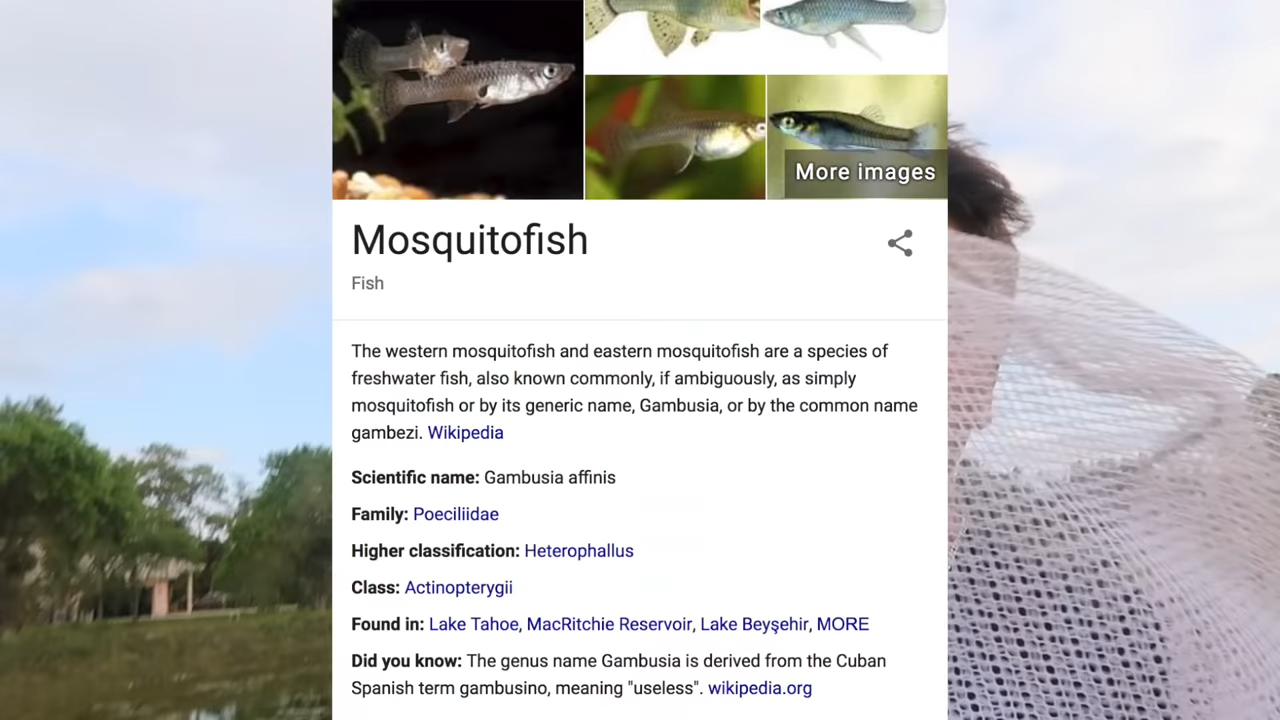 More images
Mosquitofish
Fish
The western mosquitofish and eastern mosquitofish are a species of
freshwater fish, also known commonly, if ambiguously, as simply
mosquitofish or by its generic name, Gambusia, or by the common name
gambezi. Wikipedia
Scientific name: Gambusia affinis
Family: Poeciliidae
Higher classification: Heterophallus
Class: Actinopterygii
Found in: Lake Tahoe, MacRitchie Reservoir, Lake Beyşehir, MORE
Did you know: The genus name Gambusia is derived from the Cuban
Spanish term gambusino, meaning "useless". wikipedia.org